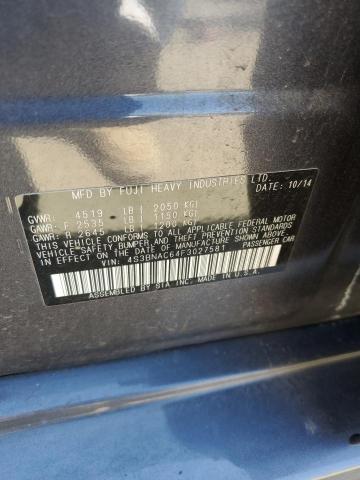 MFD BY FUJI HEAVY INDUSTRIES LTD.
DATE: 10/14
GVWR: 4519 LB ( 2050 KG)
GAWR: F 2535 LB ( 1150 KG)
GAWR: R 2645 LB ( 1200 KG)
THIS VEHICLE CONFORMS TO ALL APPLICABLE FEDERAL MOTOR
VEHICLE SAFETY, BUMPER AND THEFT PREVENTION STANDARDS
IN EFFECT ON THE DATE OF MANUFACTURE SHOWN ABOVE.
VIN: 4S3BNAC64F3027581 PASSENGER CAR
ASSEMBLED BY SIA INC. MADE IN U.S.A.